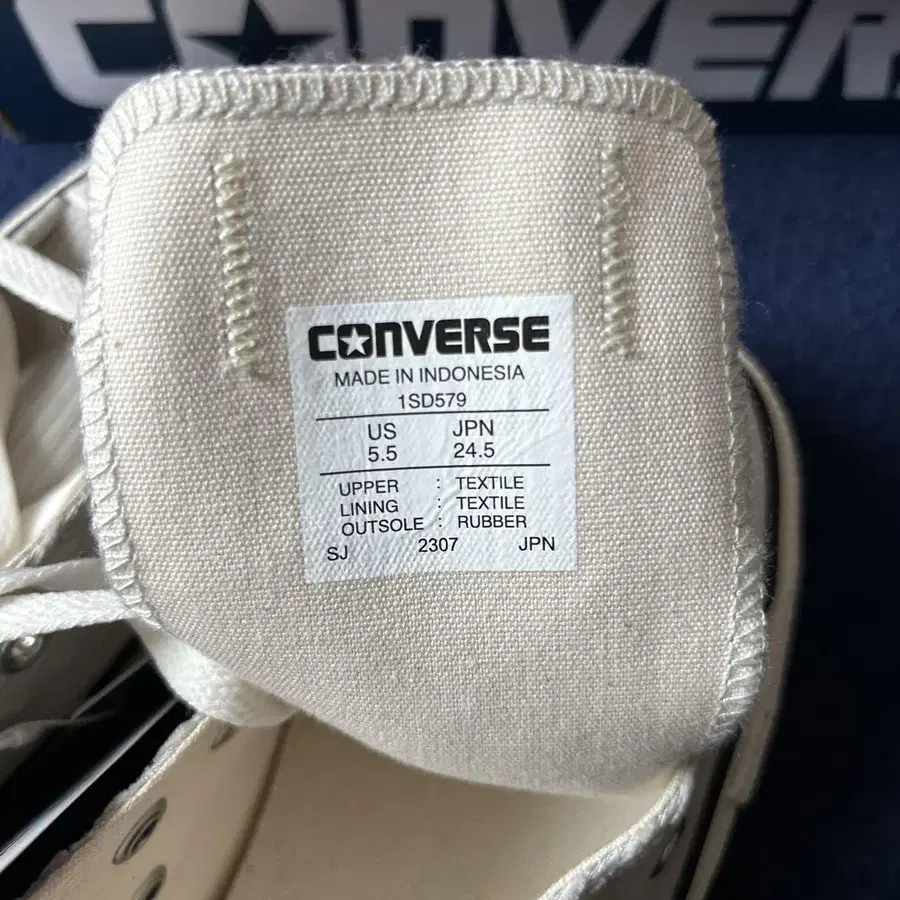 CONVERSE
CONVERSE
MADE IN INDONESIA
1SD579
US JPN
5.5 24.5
UPPER : TEXTILE
LINING : TEXTILE
OUTSOLE : RUBBER
SJ 2307 JPN